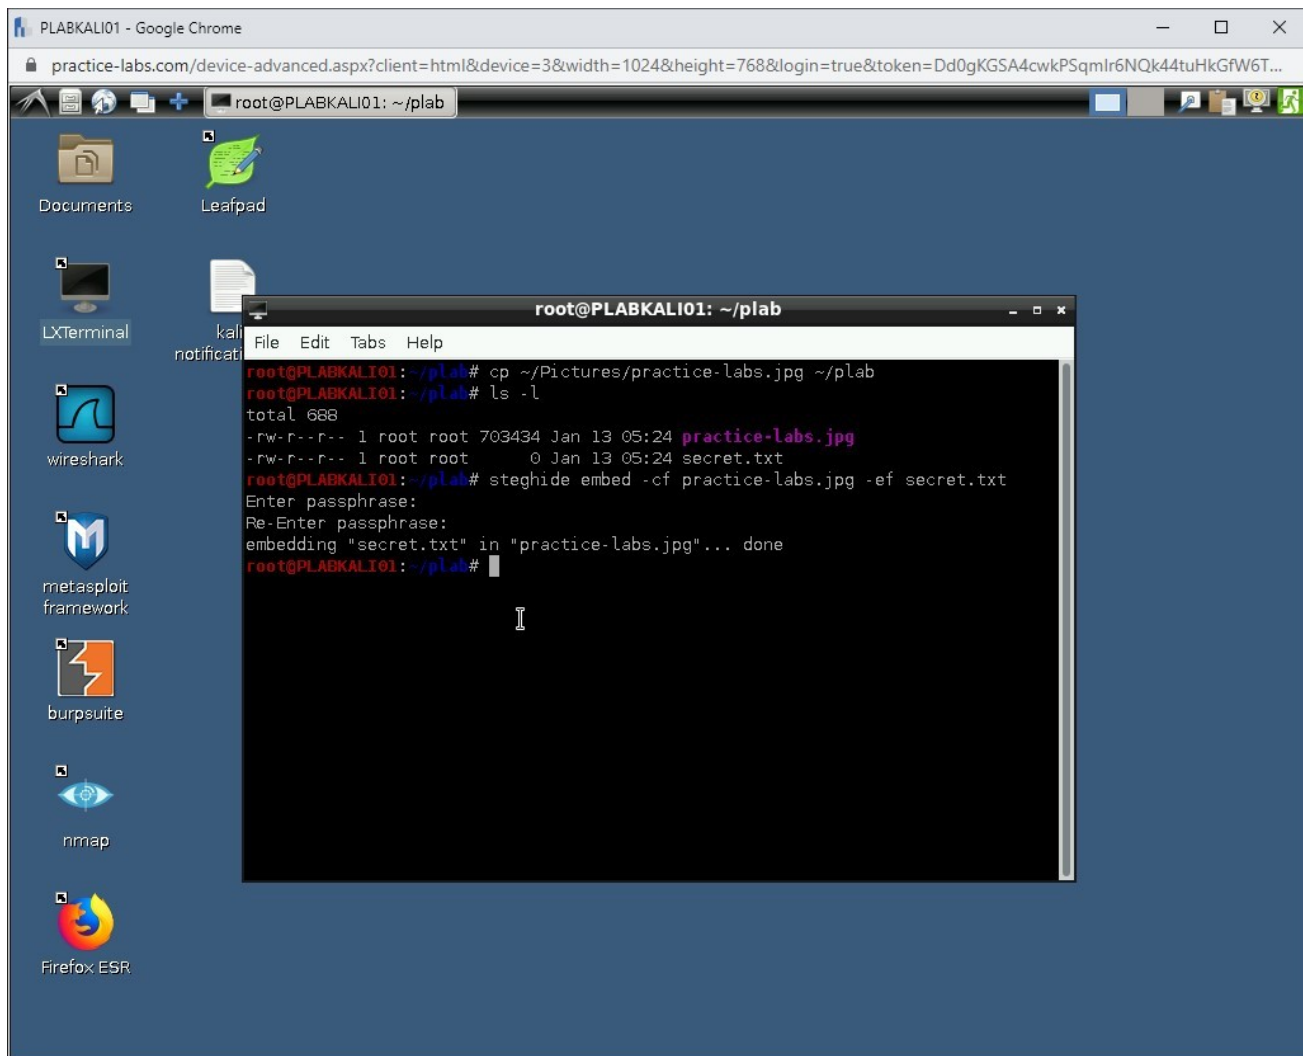 PLABKALI01 - Google Chrome
practice-labs.com/device-advanced.aspx?client=html&device=3&width=1024&height=768&login=true&token=Dd0gKGSA4cwkPSqmIr6NQk44tuHkGfW6T...
root@PLABKALI01: ~/plab
Documents
Leafpad
LXTerminal
kali
notificati
wireshark
metasploit
framework
burpsuite
nmap
Firefox ESR
root@PLABKALI01: ~/plab
File Edit Tabs Help
root@PLABKALI01:~/plab# cp ~/Pictures/practice-labs.jpg ~/plab
root@PLABKALI01:~/plab# ls -l
total 688
-rw-r--r-- 1 root root 703434 Jan 13 05:24 practice-labs.jpg
-rw-r--r-- 1 root root      0 Jan 13 05:24 secret.txt
root@PLABKALI01:~/plab# steghide embed -cf practice-labs.jpg -ef secret.txt
Enter passphrase:
Re-Enter passphrase:
embedding "secret.txt" in "practice-labs.jpg"... done
root@PLABKALI01:~/plab#